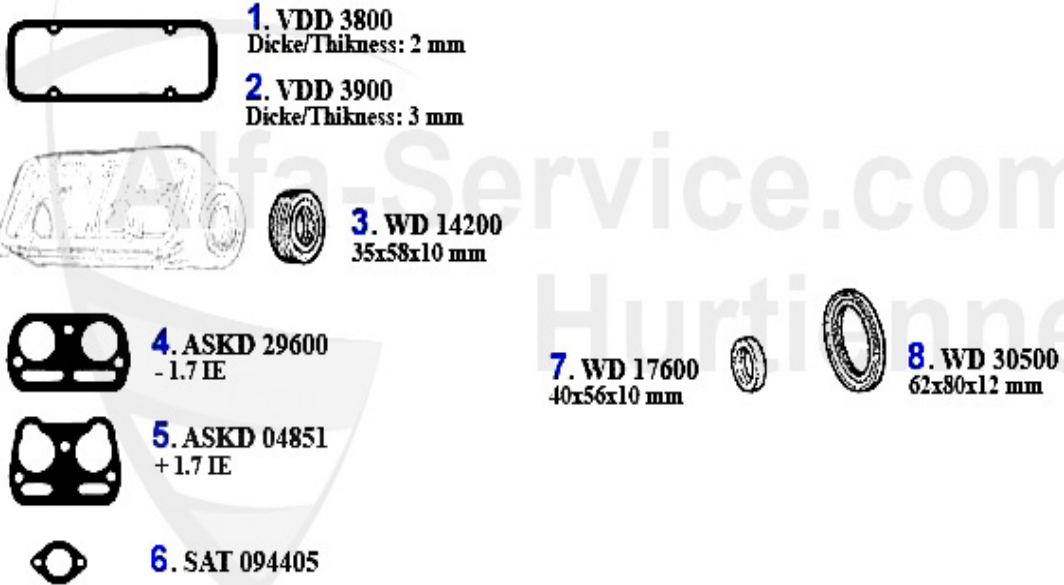 1. VDD 3800
Dicke/Thikness: 2 mm
2. VDD 3900
Dicke/Thikness: 3 mm
Alfa-Service.com
3. WD 14200
35x58x10 mm
Hurtienne
4. ASKD 29600
- 1.7 IE
7. WD 17600
40x56x10 mm
8. WD 30500
62x80x12 mm
5. ASKD 04851
+ 1.7 IE
6. SAT 094405